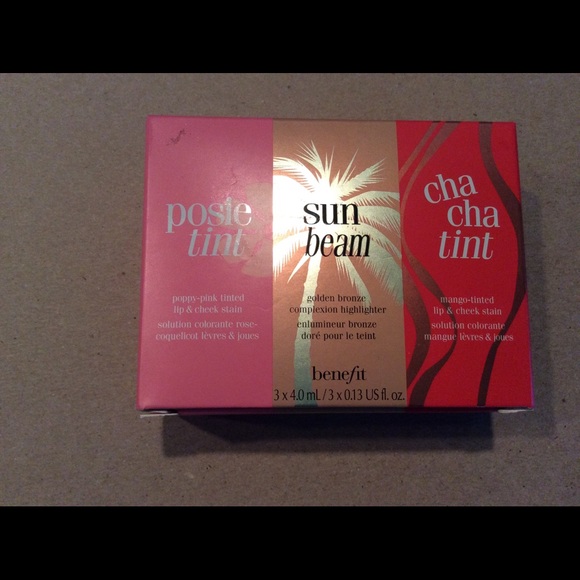 posie
tint
poppy-pink tinted
lip & cheek stain
solution colorante rose-
coquelicot lèvres & joues
sun
beam
golden bronze
complexion highlighter
enlumineur bronze
doré pour le teint
benefit
3 x 4.0 mL / 3 x 0.13 US fl. oz.
cha
cha
tint
mango-tinted
lip & cheek stain
solution colorante
mangue lèvres & joues